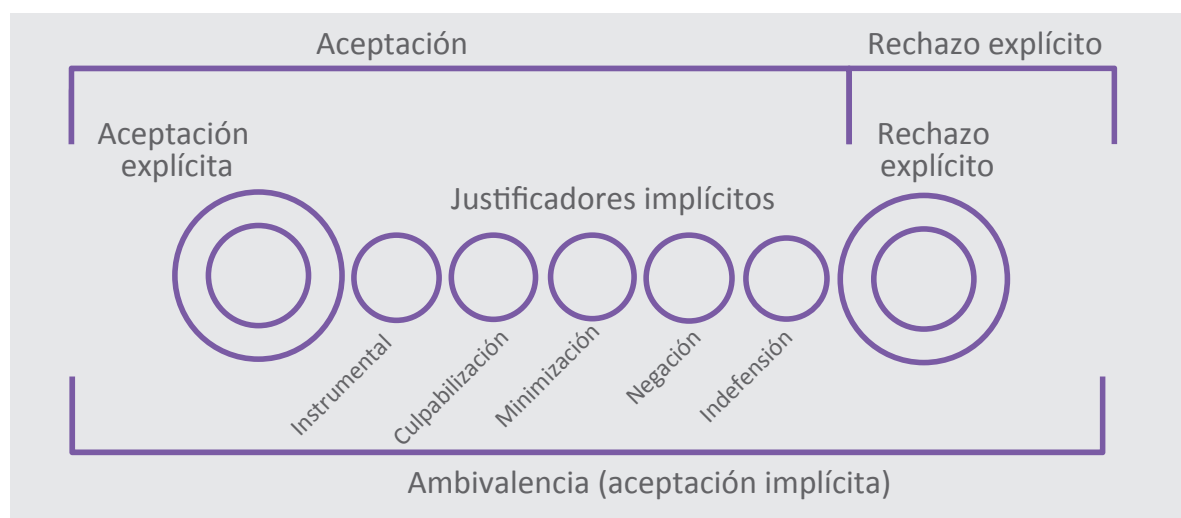 Aceptación
Rechazo explícito
Aceptación
explícita
Rechazo
explícito
Justificadores implícitos
Instrumental
Culpabilización
Minimización
Negación
Indefensión
Ambivalencia (aceptación implícita)